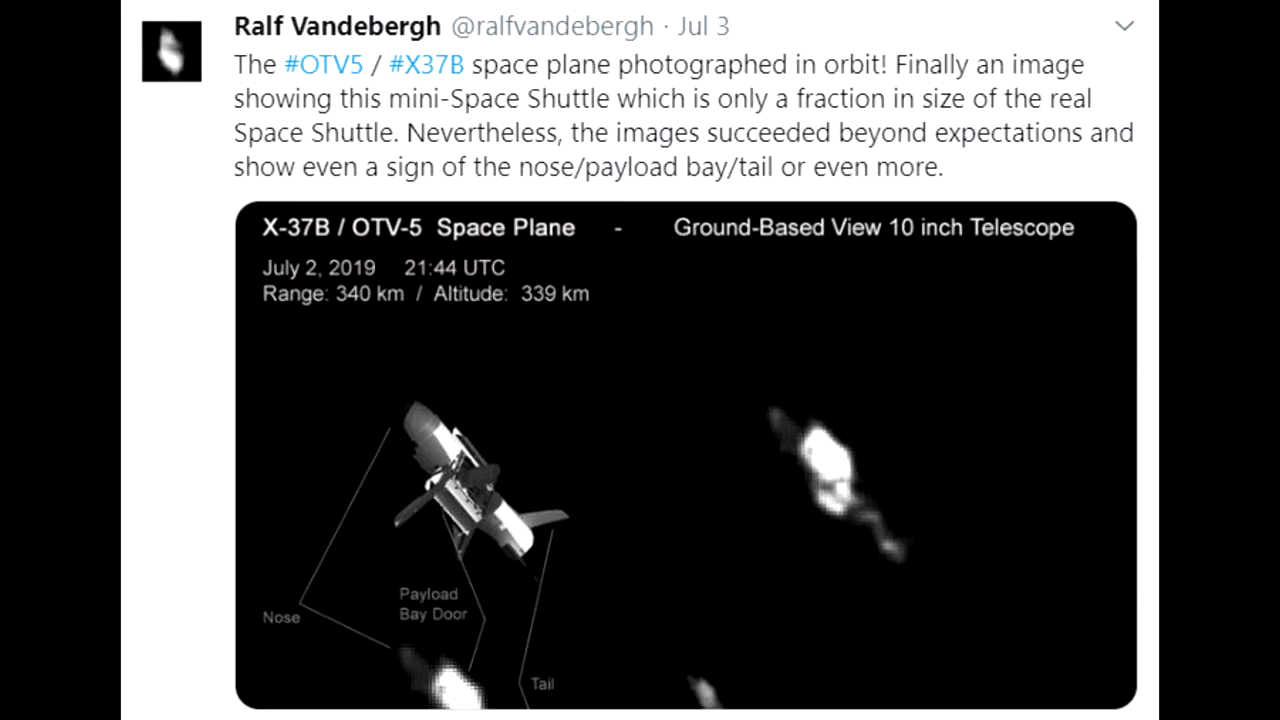 Ralf Vandebergh @ralfvandebergh · Jul 3
The #OTV5 / #X37B space plane photographed in orbit! Finally an image
showing this mini-Space Shuttle which is only a fraction in size of the real
Space Shuttle. Nevertheless, the images succeeded beyond expectations and
show even a sign of the nose/payload bay/tail or even more.
X-37B / OTV-5 Space Plane - Ground-Based View 10 inch Telescope
July 2, 2019 21:44 UTC
Range: 340 km / Altitude: 339 km
Payload
Bay Door
Nose
Tail